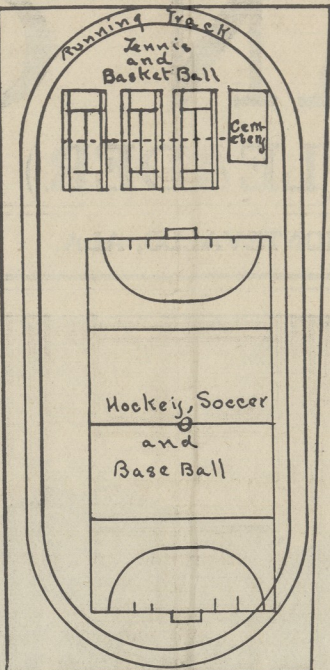 Running Track
Tennis
and
Basket Ball
Cem-
etery
Hockey, Soccer
and
Base Ball